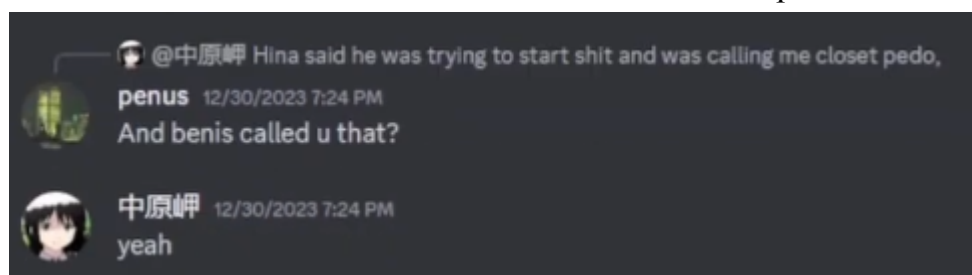 @中原岬 Hina said he was trying to start shit and was calling me closet pedo,
penus 12/30/2023 7:24 PM
And benis called u that?
中原岬 12/30/2023 7:24 PM
yeah